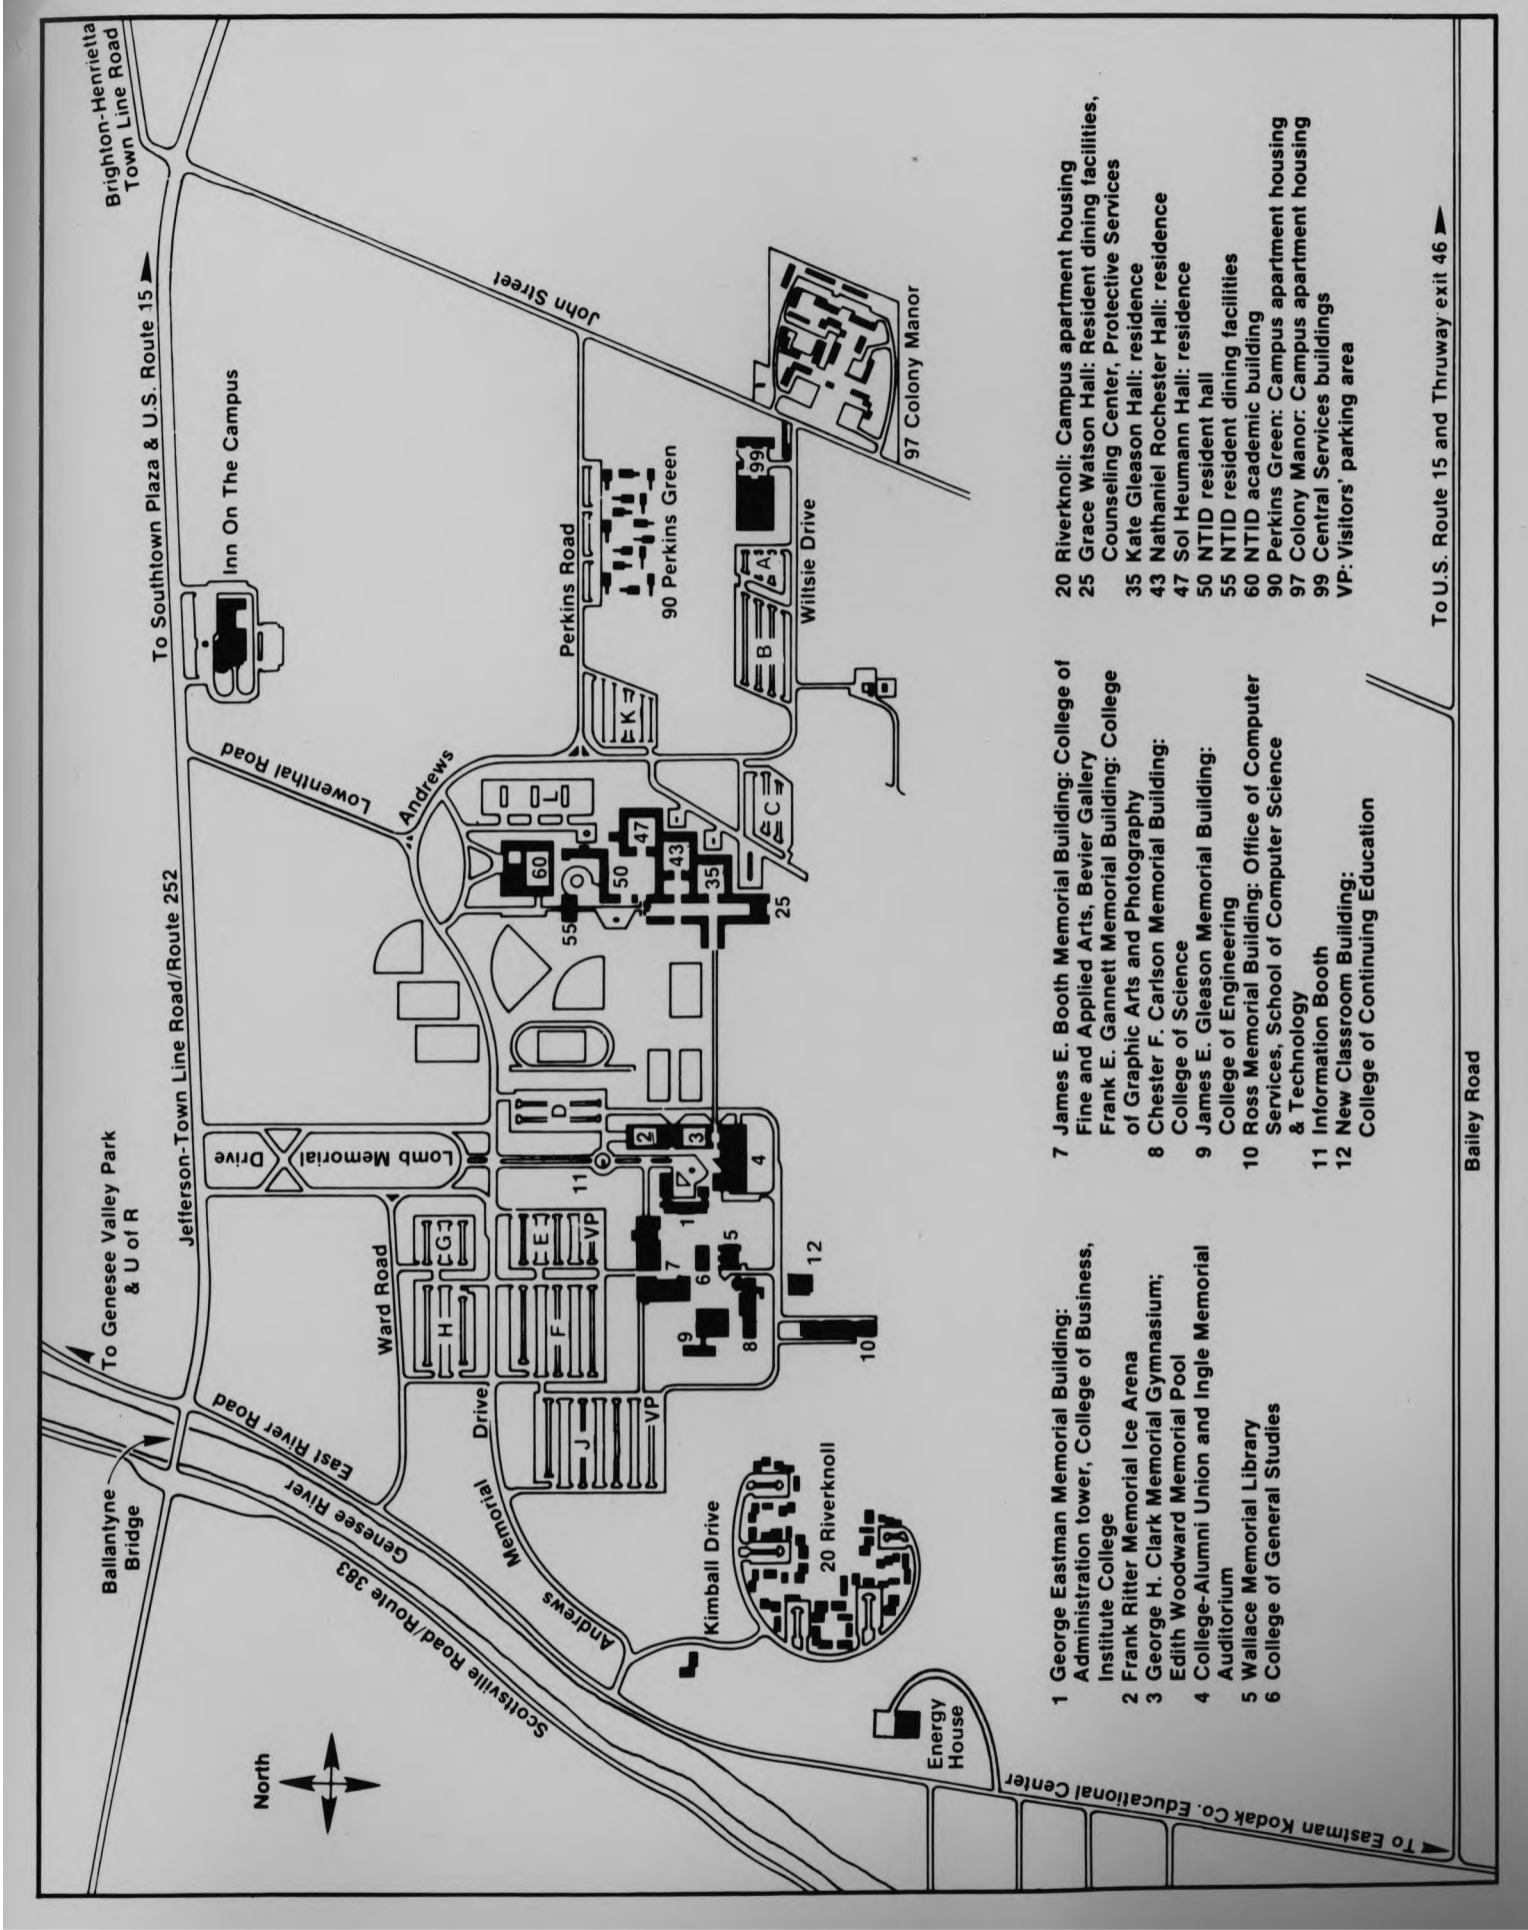 Brighton-Henrietta
Town Line Road
To Southtown Plaza & U.S. Route 15
Inn On The Campus
To Genesee Valley Park
& U of R
Jefferson-Town Line Road/Route 252
Ballantyne
Bridge
North
East River Road
Genesee River
Scottsville Road/Route 383
Ward Road
Lomb Memorial
Drive
Lowenthal Road
Andrews
Perkins Road
John Street
90 Perkins Green
Wiltsie Drive
97 Colony Manor
Andrews
Memorial
Drive
Kimball Drive
20 Riverknoll
Energy
House
To Eastman Kodak Co. Educational Center
G
H
E
VP
F
J
VP
D
L
K
C
B
A
99
11
2
3
4
1
7
6
5
9
8
12
10
60
55
50
47
43
35
25
1 George Eastman Memorial Building:
Administration tower, College of Business,
Institute College
2 Frank Ritter Memorial Ice Arena
3 George H. Clark Memorial Gymnasium;
Edith Woodward Memorial Pool
4 College-Alumni Union and Ingle Memorial
Auditorium
5 Wallace Memorial Library
6 College of General Studies
7 James E. Booth Memorial Building: College of
Fine and Applied Arts, Bevier Gallery
Frank E. Gannett Memorial Building: College
of Graphic Arts and Photography
8 Chester F. Carlson Memorial Building:
College of Science
9 James E. Gleason Memorial Building:
College of Engineering
10 Ross Memorial Building: Office of Computer
Services, School of Computer Science
& Technology
11 Information Booth
12 New Classroom Building:
College of Continuing Education
20 Riverknoll: Campus apartment housing
25 Grace Watson Hall: Resident dining facilities,
Counseling Center, Protective Services
35 Kate Gleason Hall: residence
43 Nathaniel Rochester Hall: residence
47 Sol Heumann Hall: residence
50 NTID resident hall
55 NTID resident dining facilities
60 NTID academic building
90 Perkins Green: Campus apartment housing
97 Colony Manor: Campus apartment housing
99 Central Services buildings
VP: Visitors' parking area
To U.S. Route 15 and Thruway exit 46
Bailey Road